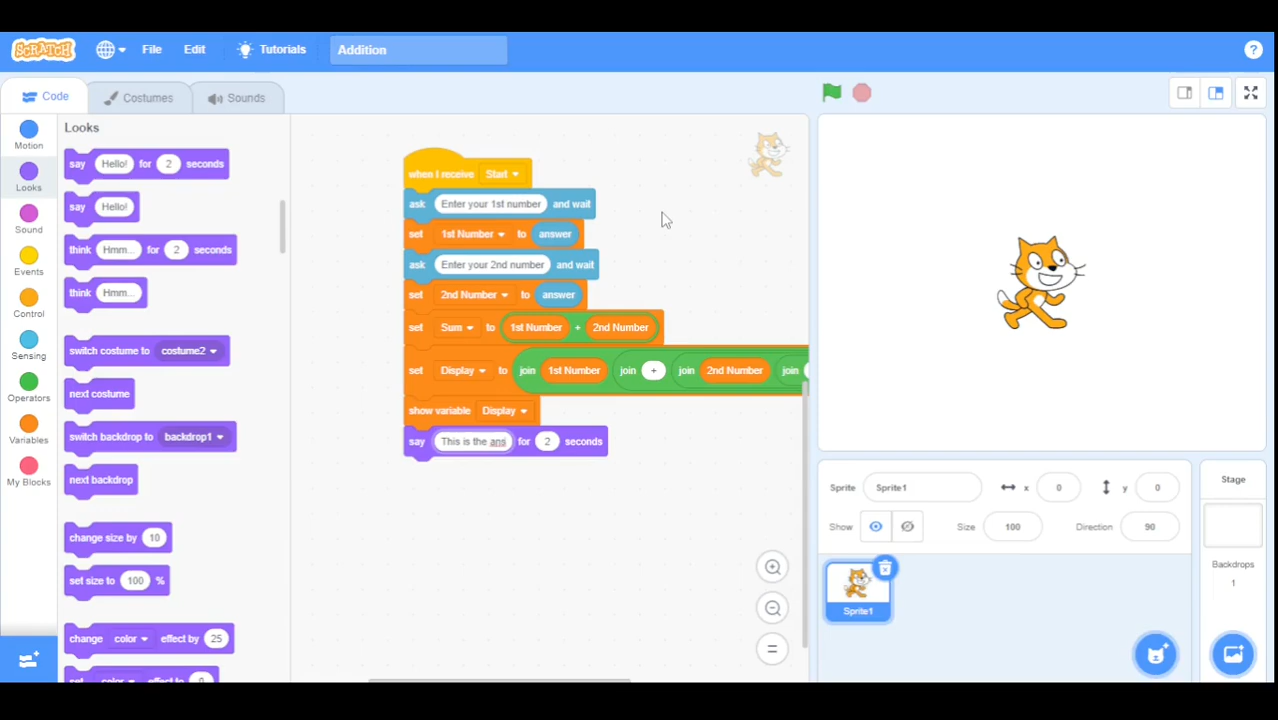 SCRATCH File Edit Tutorials Addition ?
Code Costumes Sounds
Motion
Looks
Sound
Events
Control
Sensing
Operators
Variables
My Blocks
Looks
say Hello! for 2 seconds
say Hello!
think Hmm... for 2 seconds
think Hmm...
switch costume to costume2
next costume
switch backdrop to backdrop1
next backdrop
change size by 10
set size to 100 %
change color effect by 25
set color effect to 0
when I receive Start
ask Enter your 1st number and wait
set 1st Number to answer
ask Enter your 2nd number and wait
set 2nd Number to answer
set Sum to 1st Number + 2nd Number
set Display to join 1st Number join + join 2nd Number join
show variable Display
say This is the ans for 2 seconds
Sprite Sprite1 x 0 y 0
Show Size 100 Direction 90
Sprite1
Stage
Backdrops
1